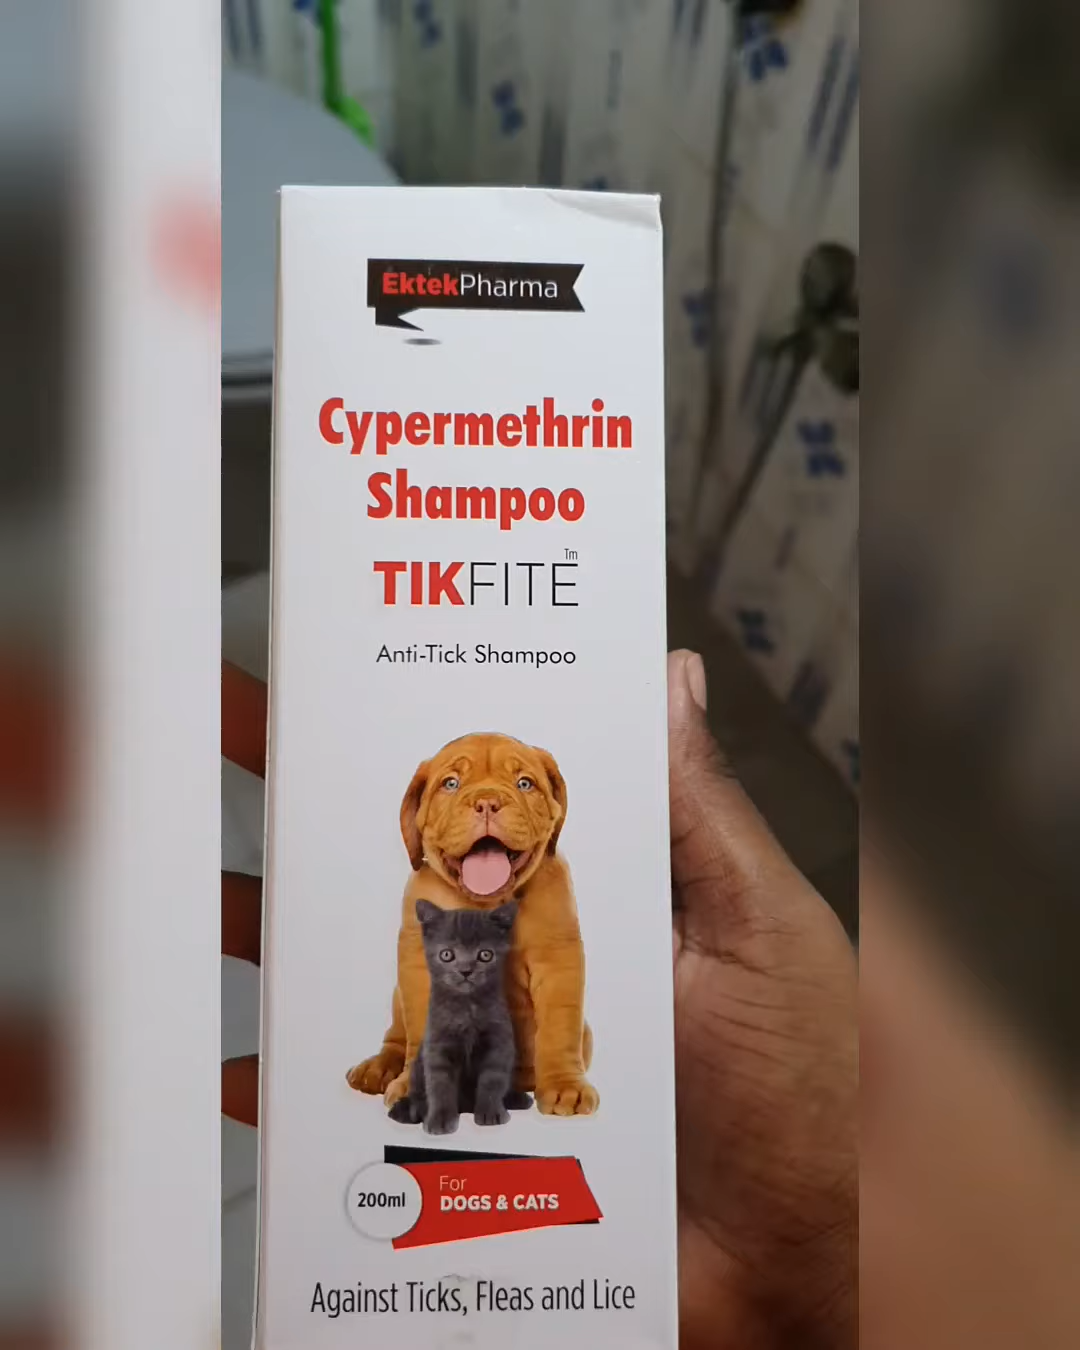 EktekPharma
Cypermethrin
Shampoo
TIKFITE Tm
Anti-Tick Shampoo
200ml
For
DOGS & CATS
Against Ticks, Fleas and Lice